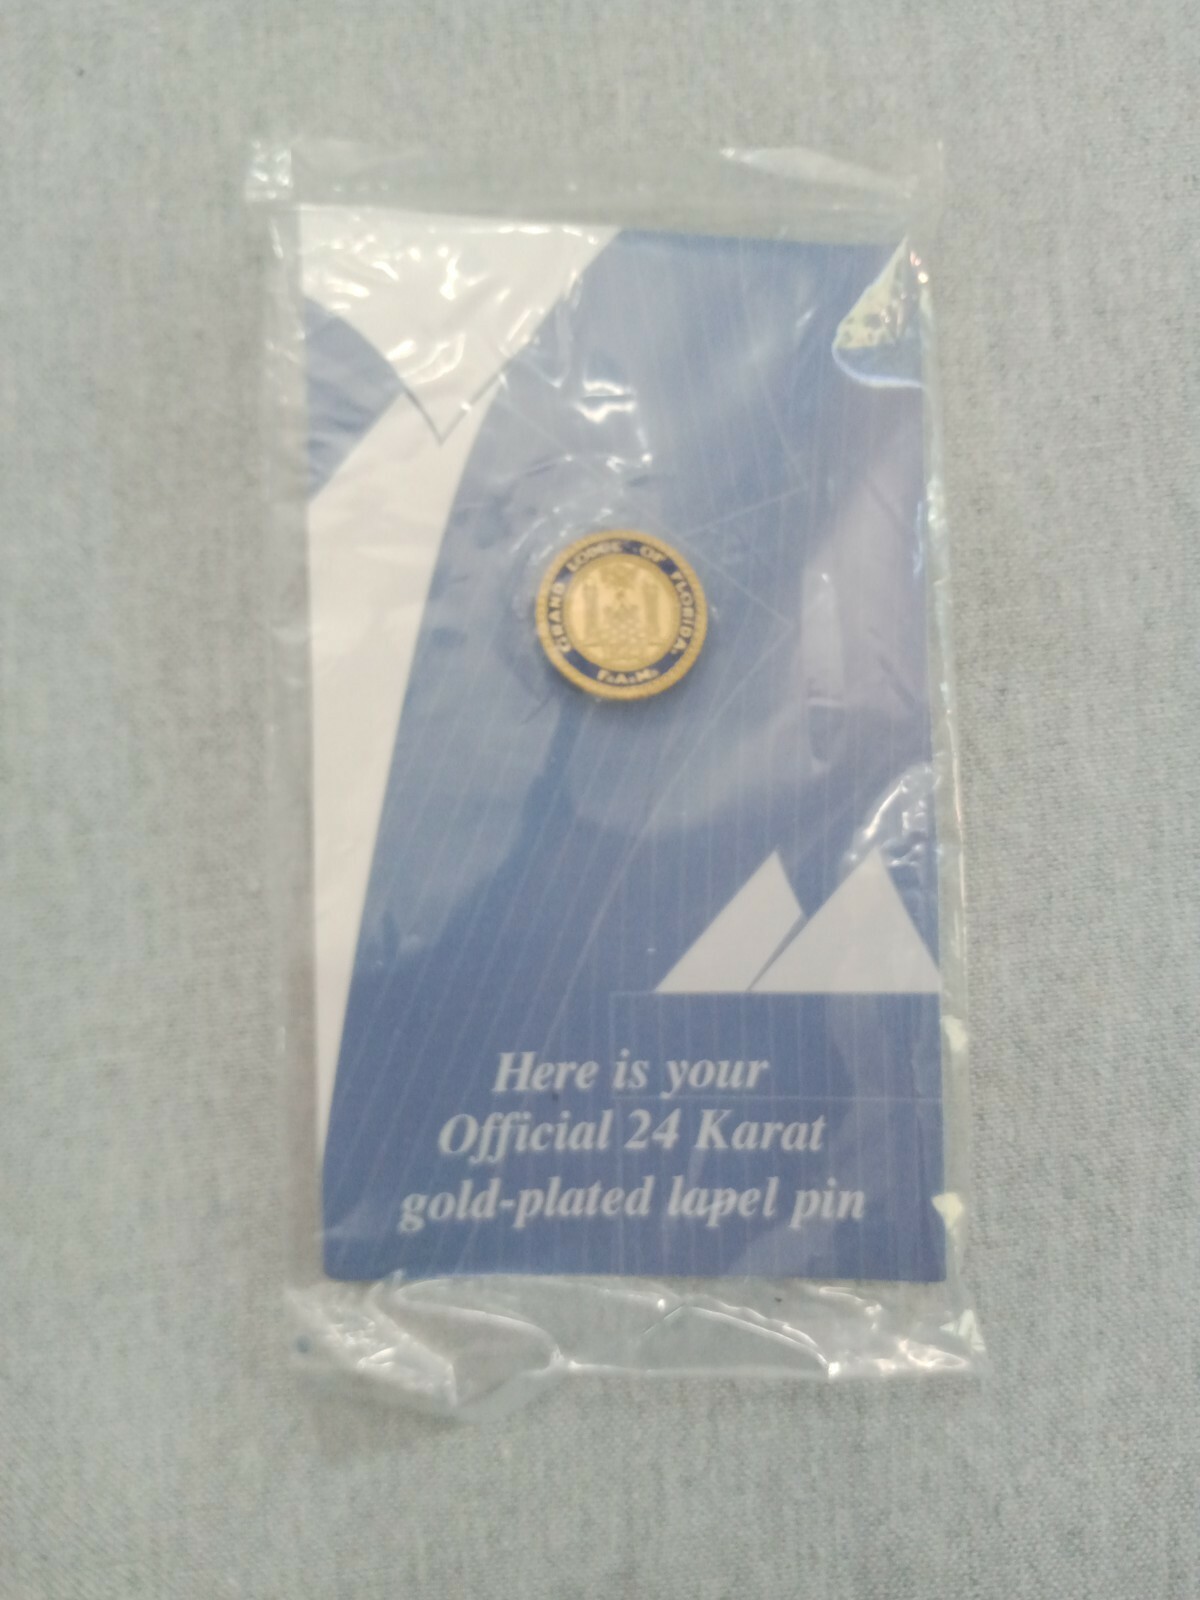 GRAND LODGE OF FLORIDA
F.&A.M.
Here is your
Official 24 Karat
gold-plated lapel pin